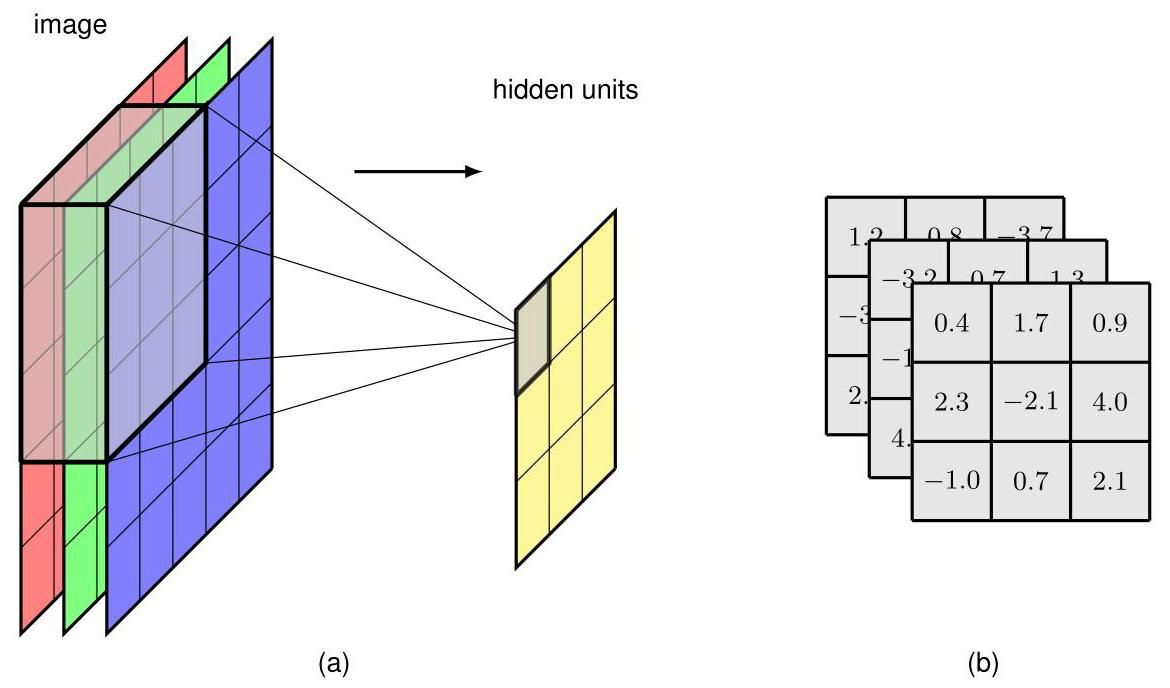 image
hidden units
1.2 0.8 −3.7
−3.2 0.7 1.3
0.4 1.7 0.9
2.3 −2.1 4.0
−1.0 0.7 2.1
(a)
(b)